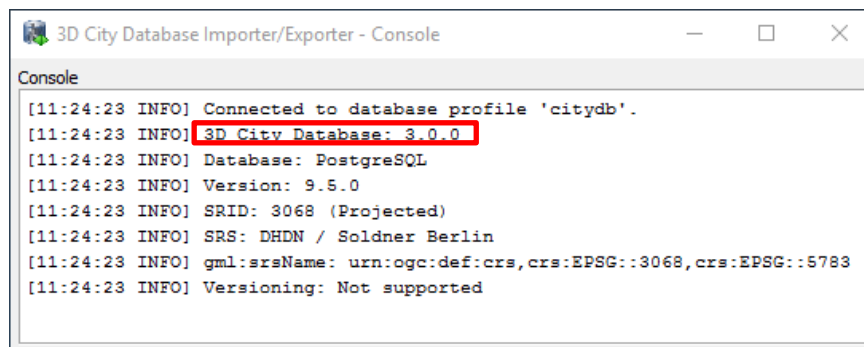 3D City Database Importer/Exporter - Console
Console
[11:24:23 INFO] Connected to database profile 'citydb'.
[11:24:23 INFO] 3D City Database: 3.0.0
[11:24:23 INFO] Database: PostgreSQL
[11:24:23 INFO] Version: 9.5.0
[11:24:23 INFO] SRID: 3068 (Projected)
[11:24:23 INFO] SRS: DHDN / Soldner Berlin
[11:24:23 INFO] gml:srsName: urn:ogc:def:crs,crs:EPSG::3068,crs:EPSG::5783
[11:24:23 INFO] Versioning: Not supported